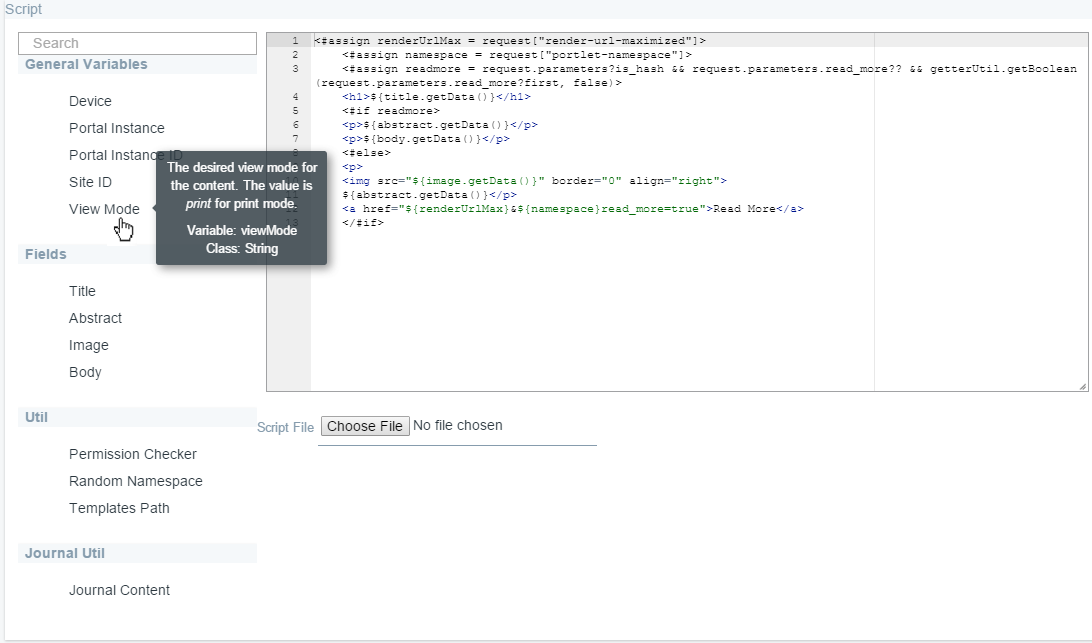 Script
Search
General Variables
Device
Portal Instance
Portal Instance ID
Site ID
View Mode
The desired view mode for
the content. The value is
print for print mode.
Variable: viewMode
Class: String
Fields
Title
Abstract
Image
Body
Util
Permission Checker
Random Namespace
Templates Path
Journal Util
Journal Content
1 <#assign renderUrlMax = request["render-url-maximized"]>
2 <#assign namespace = request["portlet-namespace"]>
3 <#assign readmore = request.parameters?is_hash && request.parameters.read_more?? && getterUtil.getBoolean
(request.parameters.read_more?first, false)>
4 <h1>${title.getData()}</h1>
5 <#if readmore>
6 <p>${abstract.getData()}</p>
7 <p>${body.getData()}</p>
8 <#else>
<p>
<img src="${image.getData()}" border="0" align="right">
${abstract.getData()}</p>
<a href="${renderUrlMax}&${namespace}read_more=true">Read More</a>
</#if>
Script File Choose File No file chosen